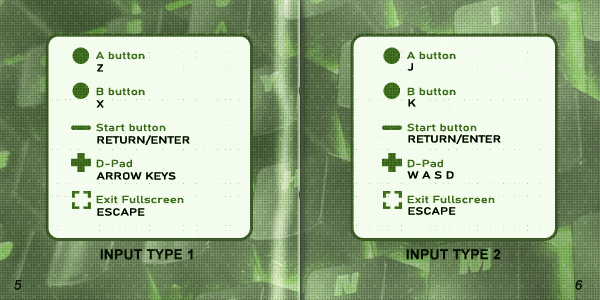 A button
Z
B button
X
Start button
RETURN/ENTER
D-Pad
ARROW KEYS
Exit Fullscreen
ESCAPE
INPUT TYPE 1
5
A button
J
B button
K
Start button
RETURN/ENTER
D-Pad
W A S D
Exit Fullscreen
ESCAPE
INPUT TYPE 2
6